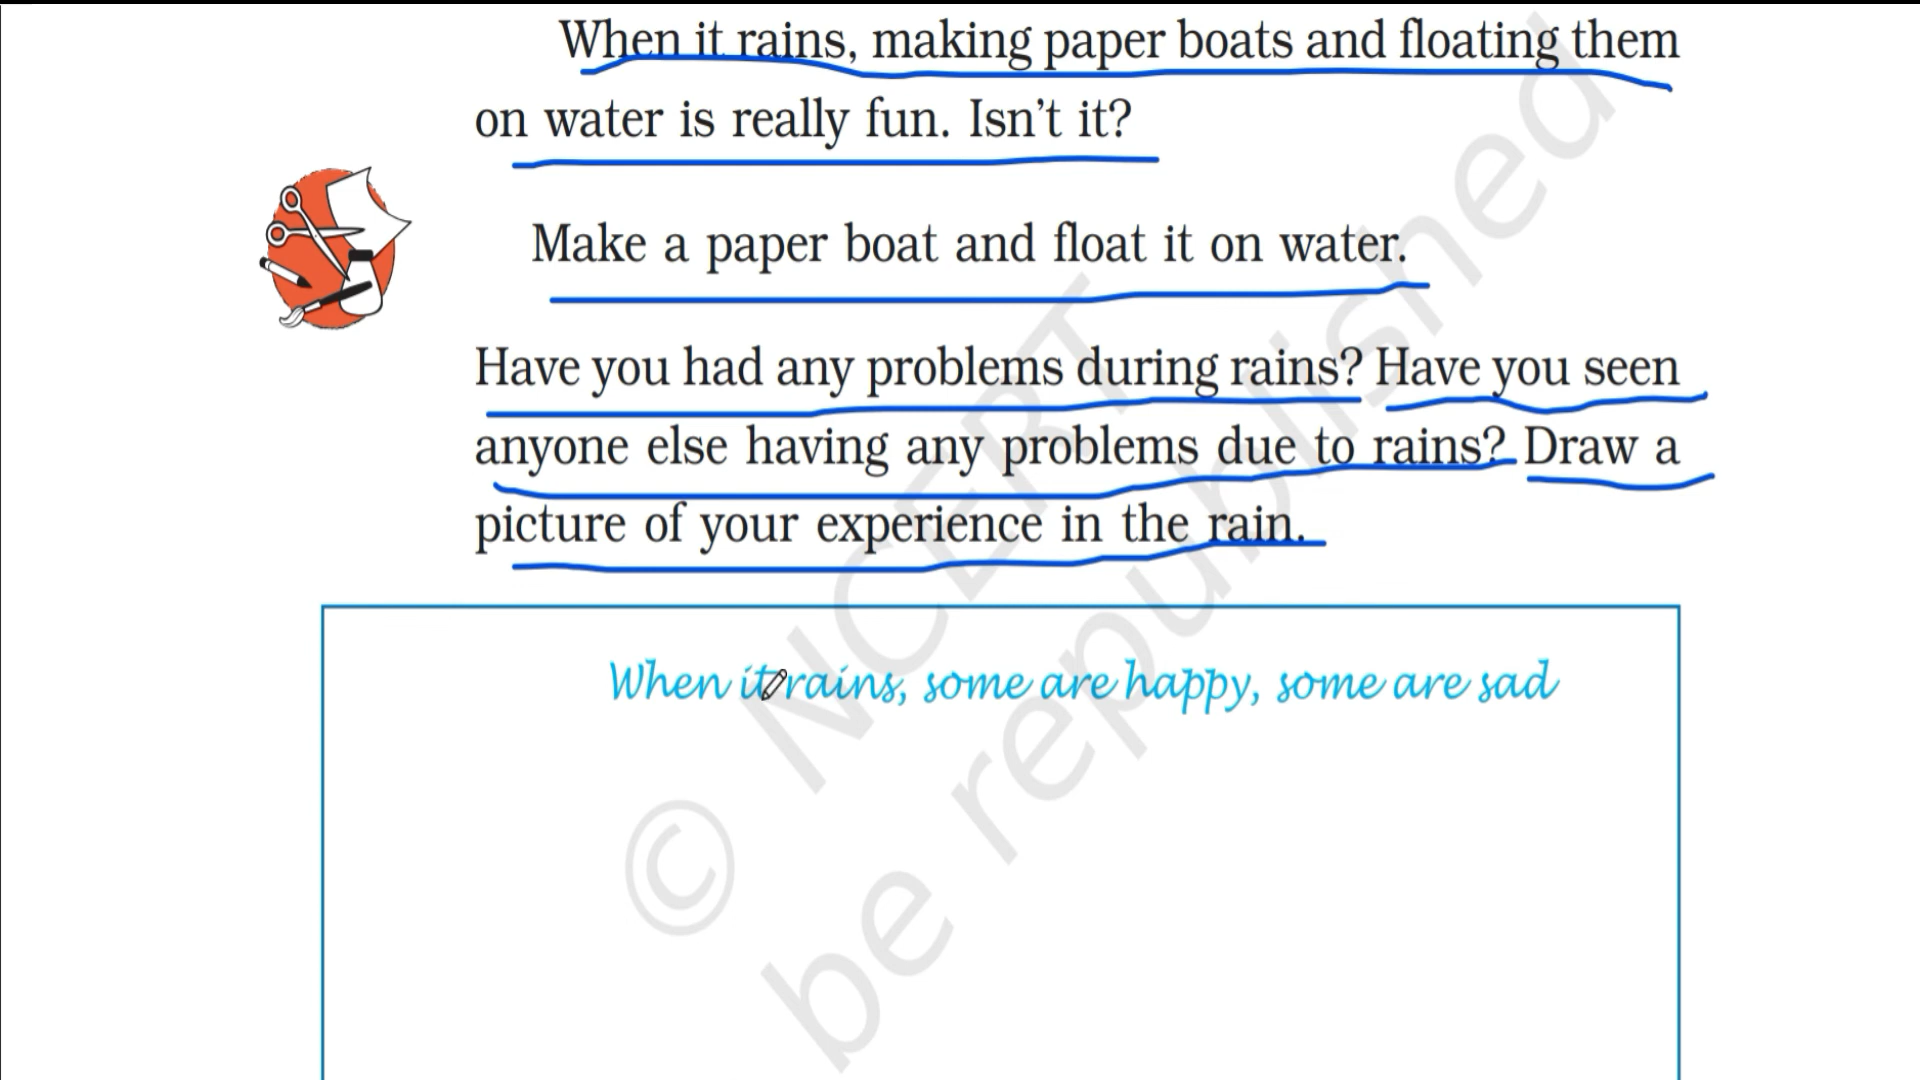 When it rains, making paper boats and floating them
on water is really fun. Isn't it?
Make a paper boat and float it on water.
Have you had any problems during rains? Have you seen
anyone else having any problems due to rains? Draw a
picture of your experience in the rain.
When it rains, some are happy, some are sad
© NCERT
be republished